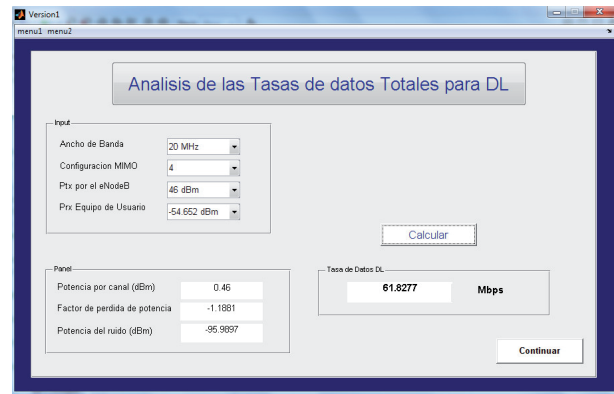 Version1
menu1 menu2
Analisis de las Tasas de datos Totales para DL
Input
Ancho de Banda 20 MHz
Configuracion MIMO 4
Ptx por el eNodeB 46 dBm
Prx Equipo de Usuario -54.652 dBm
Calcular
Panel
Potencia por canal (dBm) 0.46
Factor de perdida de potencia -1.1881
Potencia del ruido (dBm) -95.9897
Tasa de Datos DL
61.8277 Mbps
Continuar